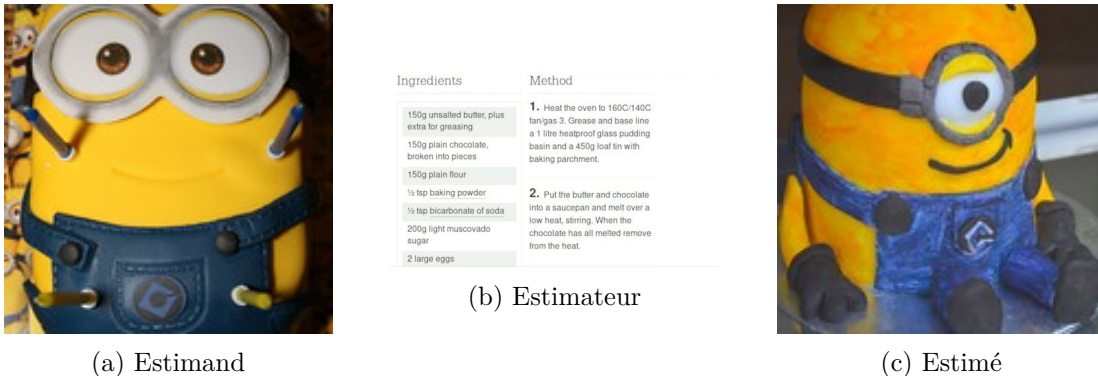 Ingredients
150g unsalted butter, plus
extra for greasing
150g plain chocolate,
broken into pieces
150g plain flour
½ tsp baking powder
½ tsp bicarbonate of soda
200g light muscovado
sugar
2 large eggs
Method
1. Heat the oven to 160C/140C
fan/gas 3. Grease and base line
a 1 litre heatproof glass pudding
basin and a 450g loaf tin with
baking parchment.
2. Put the butter and chocolate
into a saucepan and melt over a
low heat, stirring. When the
chocolate has all melted remove
from the heat.
(a) Estimand
(b) Estimateur
(c) Estimé